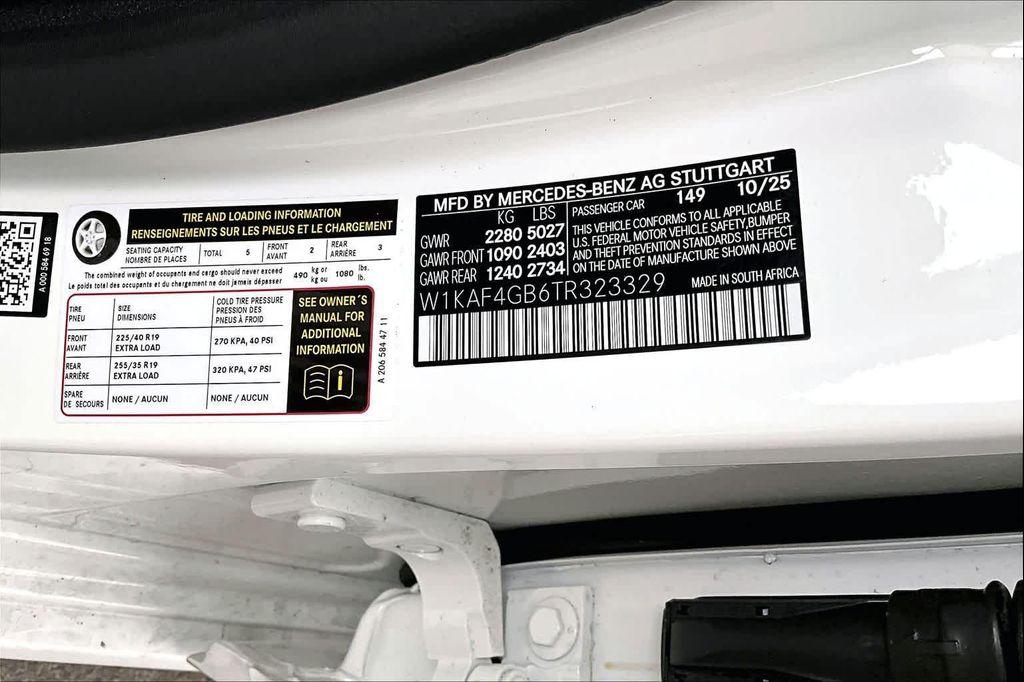 A 000 584 69 18
TIRE AND LOADING INFORMATION
RENSEIGNEMENTS SUR LES PNEUS ET LE CHARGEMENT
SEATING CAPACITY
NOMBRE DE PLACES
TOTAL 5
FRONT
AVANT
2
REAR
ARRIÈRE
3
The combined weight of occupants and cargo should never exceed
Le poids total des occupants et du chargement ne doit jamais dépasser
490 kg or
kg ou
1080 lbs.
lb.
TIRE
PNEU
SIZE
DIMENSIONS
COLD TIRE PRESSURE
PRESSION DES
PNEUS À FROID
FRONT
AVANT
225/40 R19
EXTRA LOAD
270 KPA, 40 PSI
REAR
ARRIÈRE
255/35 R19
EXTRA LOAD
320 KPA, 47 PSI
SPARE
DE SECOURS
NONE / AUCUN
NONE / AUCUN
SEE OWNER´S
MANUAL FOR
ADDITIONAL
INFORMATION
A 206 584 47 11
MFD BY MERCEDES-BENZ AG STUTTGART
KG LBS
GVWR 2280 5027
GAWR FRONT 1090 2403
GAWR REAR 1240 2734
PASSENGER CAR 149 10/25
THIS VEHICLE CONFORMS TO ALL APPLICABLE
U.S. FEDERAL MOTOR VEHICLE SAFETY,BUMPER
AND THEFT PREVENTION STANDARDS IN EFFECT
ON THE DATE OF MANUFACTURE SHOWN ABOVE
W1KAF4GB6TR323329
MADE IN SOUTH AFRICA